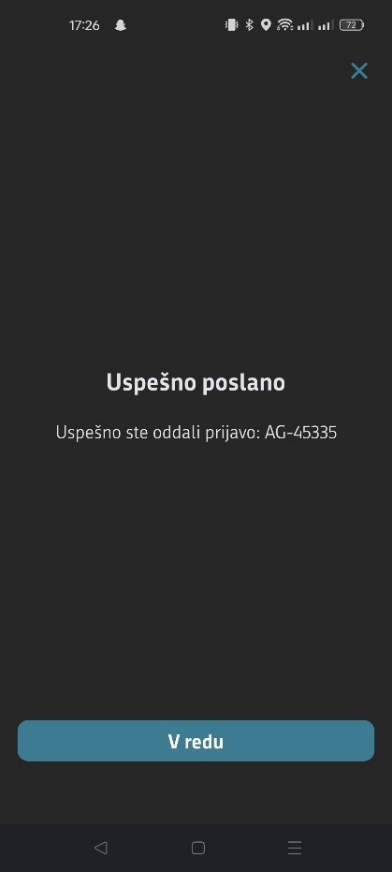 17:26
72
Uspešno poslano
Uspešno ste oddali prijavo: AG-45335
V redu